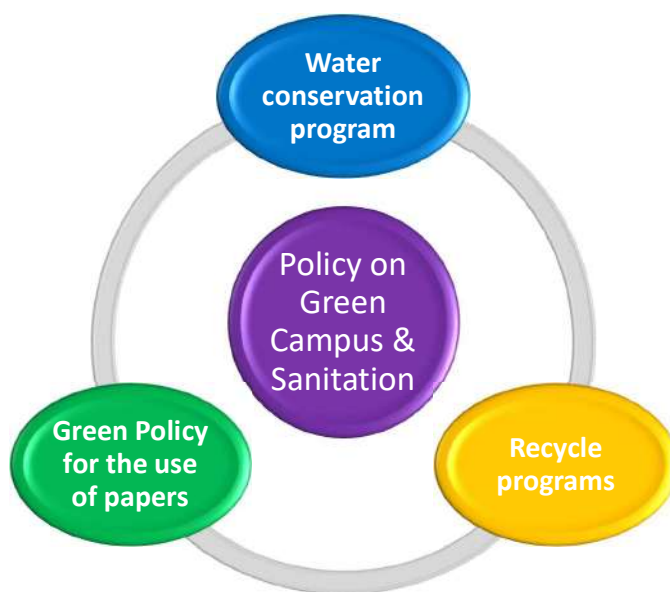 Water
conservation
program
Policy on
Green
Campus &
Sanitation
Green Policy
for the use
of papers
Recycle
programs